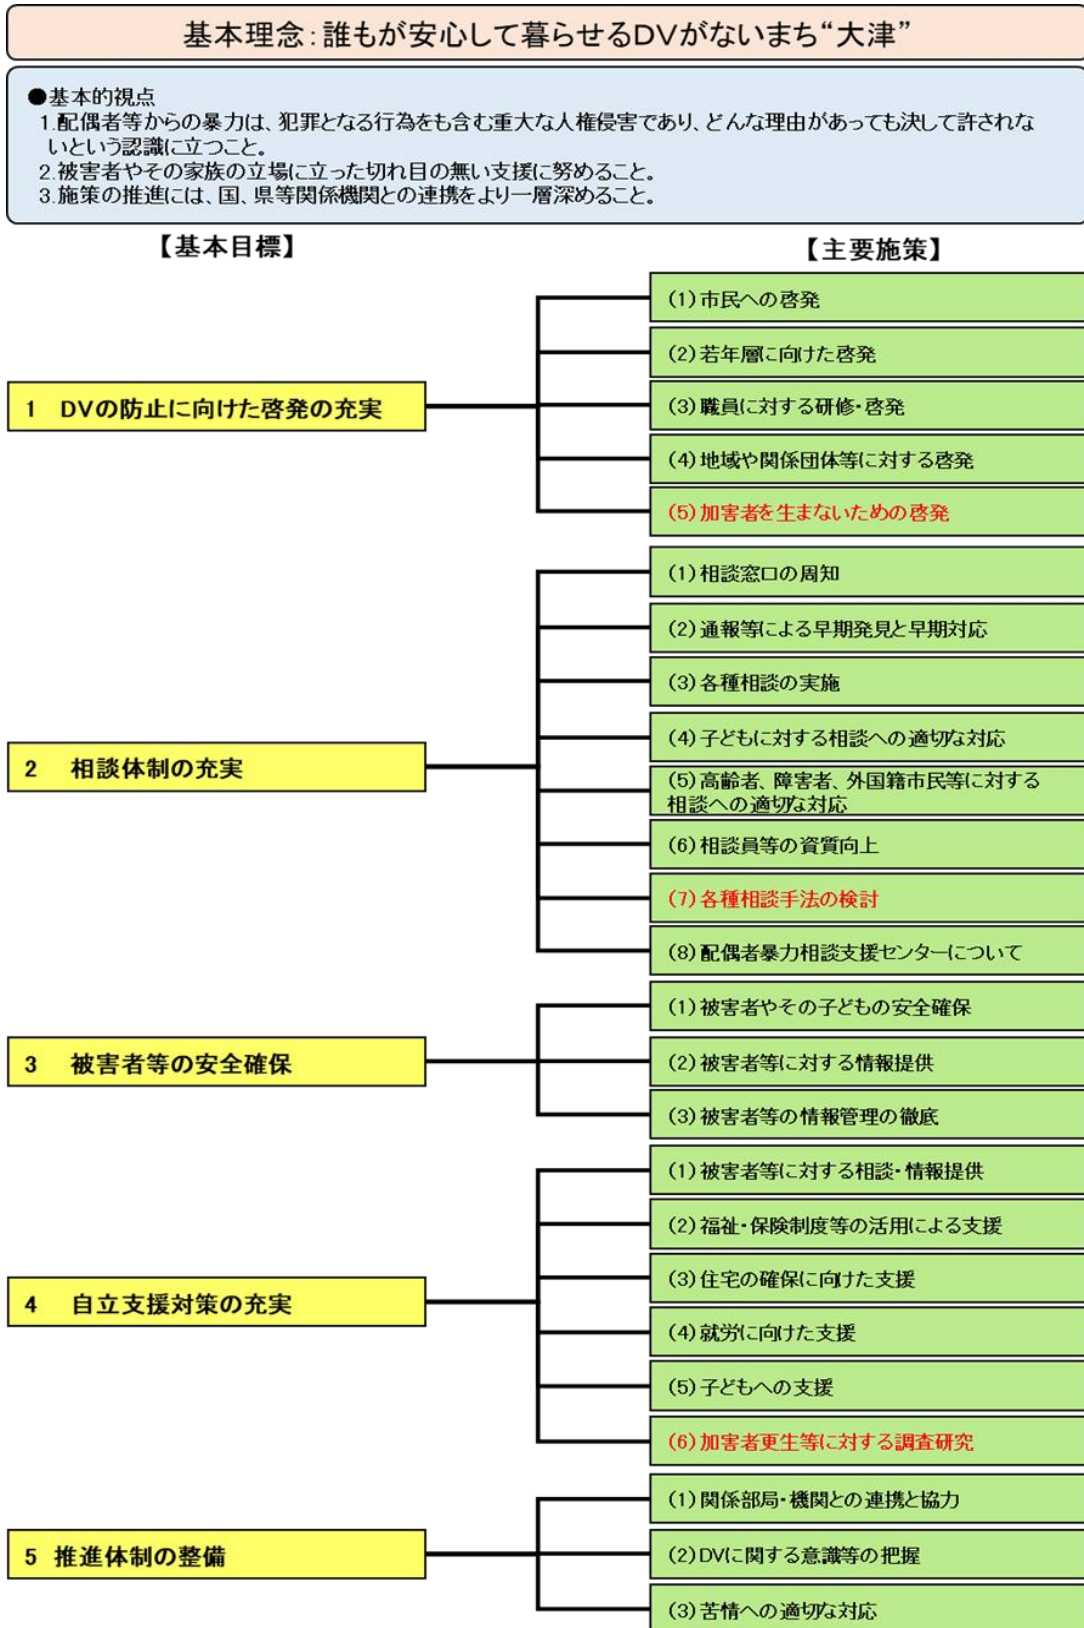 基本理念：誰もが安心して暮らせるDVがないまち“大津”
●基本的視点
1.配偶者等からの暴力は、犯罪となる行為をも含む重大な人権侵害であり、どんな理由があっても決して許されな
いという認識に立つこと。
2.被害者やその家族の立場に立った切れ目の無い支援に努めること。
3.施策の推進には、国、県等関係機関との連携をより一層深めること。
【基本目標】
【主要施策】
1 DVの防止に向けた啓発の充実
(1)市民への啓発
(2)若年層に向けた啓発
(3)職員に対する研修・啓発
(4)地域や関係団体等に対する啓発
(5)加害者を生まないための啓発
2 相談体制の充実
(1)相談窓口の周知
(2)通報等による早期発見と早期対応
(3)各種相談の実施
(4)子どもに対する相談への適切な対応
(5)高齢者、障害者、外国籍市民等に対する
相談への適切な対応
(6)相談員等の資質向上
(7)各種相談手法の検討
(8)配偶者暴力相談支援センターについて
3 被害者等の安全確保
(1)被害者やその子どもの安全確保
(2)被害者等に対する情報提供
(3)被害者等の情報管理の徹底
4 自立支援対策の充実
(1)被害者等に対する相談・情報提供
(2)福祉・保険制度等の活用による支援
(3)住宅の確保に向けた支援
(4)就労に向けた支援
(5)子どもへの支援
(6)加害者更生等に対する調査研究
5 推進体制の整備
(1)関係部局・機関との連携と協力
(2)DVに関する意識等の把握
(3)苦情への適切な対応